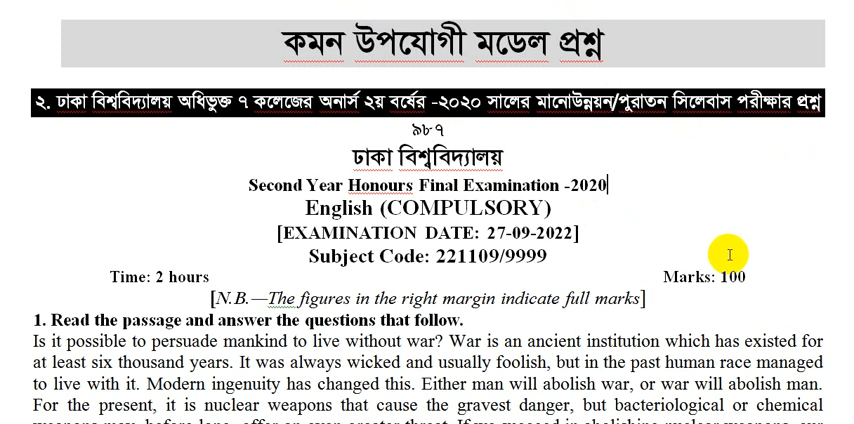 কমন উপযোগী মডেল প্রশ্ন
২. ঢাকা বিশ্ববিদ্যালয় অধিভুক্ত ৭ কলেজের অনার্স ২য় বর্ষের -২০২০ সালের মানোউন্নয়ন/পুরাতন সিলেবাস পরীক্ষার প্রশ্ন
৯৮৭
ঢাকা বিশ্ববিদ্যালয়
Second Year Honours Final Examination -2020
English (COMPULSORY)
[EXAMINATION DATE: 27-09-2022]
Subject Code: 221109/9999
Time: 2 hours Marks: 100
[N.B.—The figures in the right margin indicate full marks]
1. Read the passage and answer the questions that follow.
Is it possible to persuade mankind to live without war? War is an ancient institution which has existed for
at least six thousand years. It was always wicked and usually foolish, but in the past human race managed
to live with it. Modern ingenuity has changed this. Either man will abolish war, or war will abolish man.
For the present, it is nuclear weapons that cause the gravest danger, but bacteriological or chemical